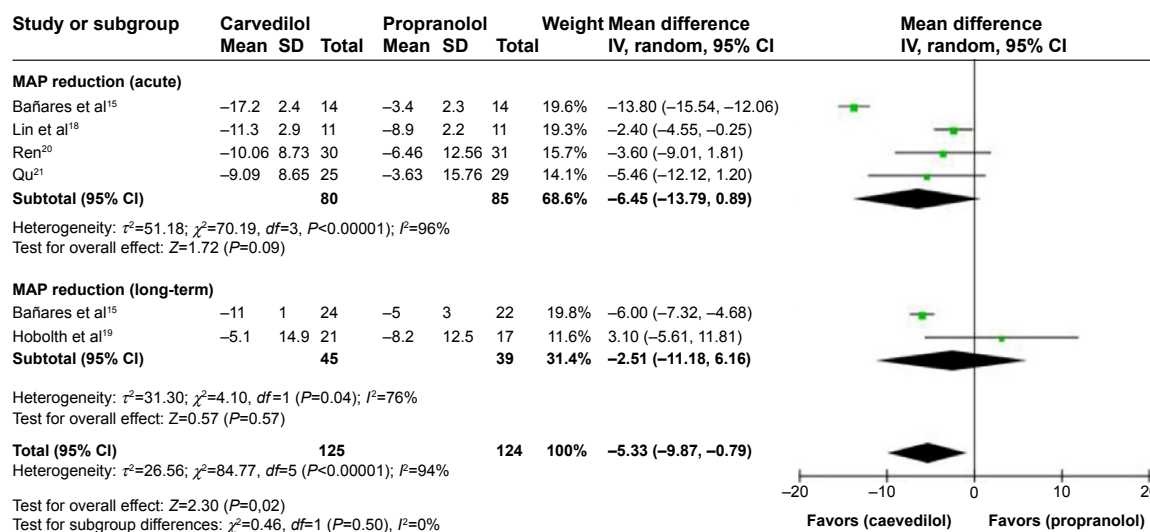 Study or subgroup Carvedilol Propranolol Weight Mean difference Mean difference
Mean SD Total Mean SD Total IV, random, 95% CI IV, random, 95% CI
MAP reduction (acute)
Bañares et al¹⁵ –17.2 2.4 14 –3.4 2.3 14 19.6% –13.80 (–15.54, –12.06)
Lin et al¹⁸ –11.3 2.9 11 –8.9 2.2 11 19.3% –2.40 (–4.55, –0.25)
Ren²⁰ –10.06 8.73 30 –6.46 12.56 31 15.7% –3.60 (–9.01, 1.81)
Qu²¹ –9.09 8.65 25 –3.63 15.76 29 14.1% –5.46 (–12.12, 1.20)
Subtotal (95% CI) 80 85 68.6% –6.45 (–13.79, 0.89)
Heterogeneity: τ²=51.18; χ²=70.19, df=3, P<0.00001); I²=96%
Test for overall effect: Z=1.72 (P=0.09)
MAP reduction (long-term)
Bañares et al¹⁵ –11 1 24 –5 3 22 19.8% –6.00 (–7.32, –4.68)
Hobolth et al¹⁹ –5.1 14.9 21 –8.2 12.5 17 11.6% 3.10 (–5.61, 11.81)
Subtotal (95% CI) 45 39 31.4% –2.51 (–11.18, 6.16)
Heterogeneity: τ²=31.30; χ²=4.10, df=1 (P=0.04); I²=76%
Test for overall effect: Z=0.57 (P=0.57)
Total (95% CI) 125 124 100% –5.33 (–9.87, –0.79)
Heterogeneity: τ²=26.56; χ²=84.77, df=5 (P<0.00001); I²=94%
Test for overall effect: Z=2.30 (P=0,02)
Test for subgroup differences: χ²=0.46, df=1 (P=0.50), I²=0%
–20 –10 0 10 20
Favors (caevedilol) Favors (propranolol)